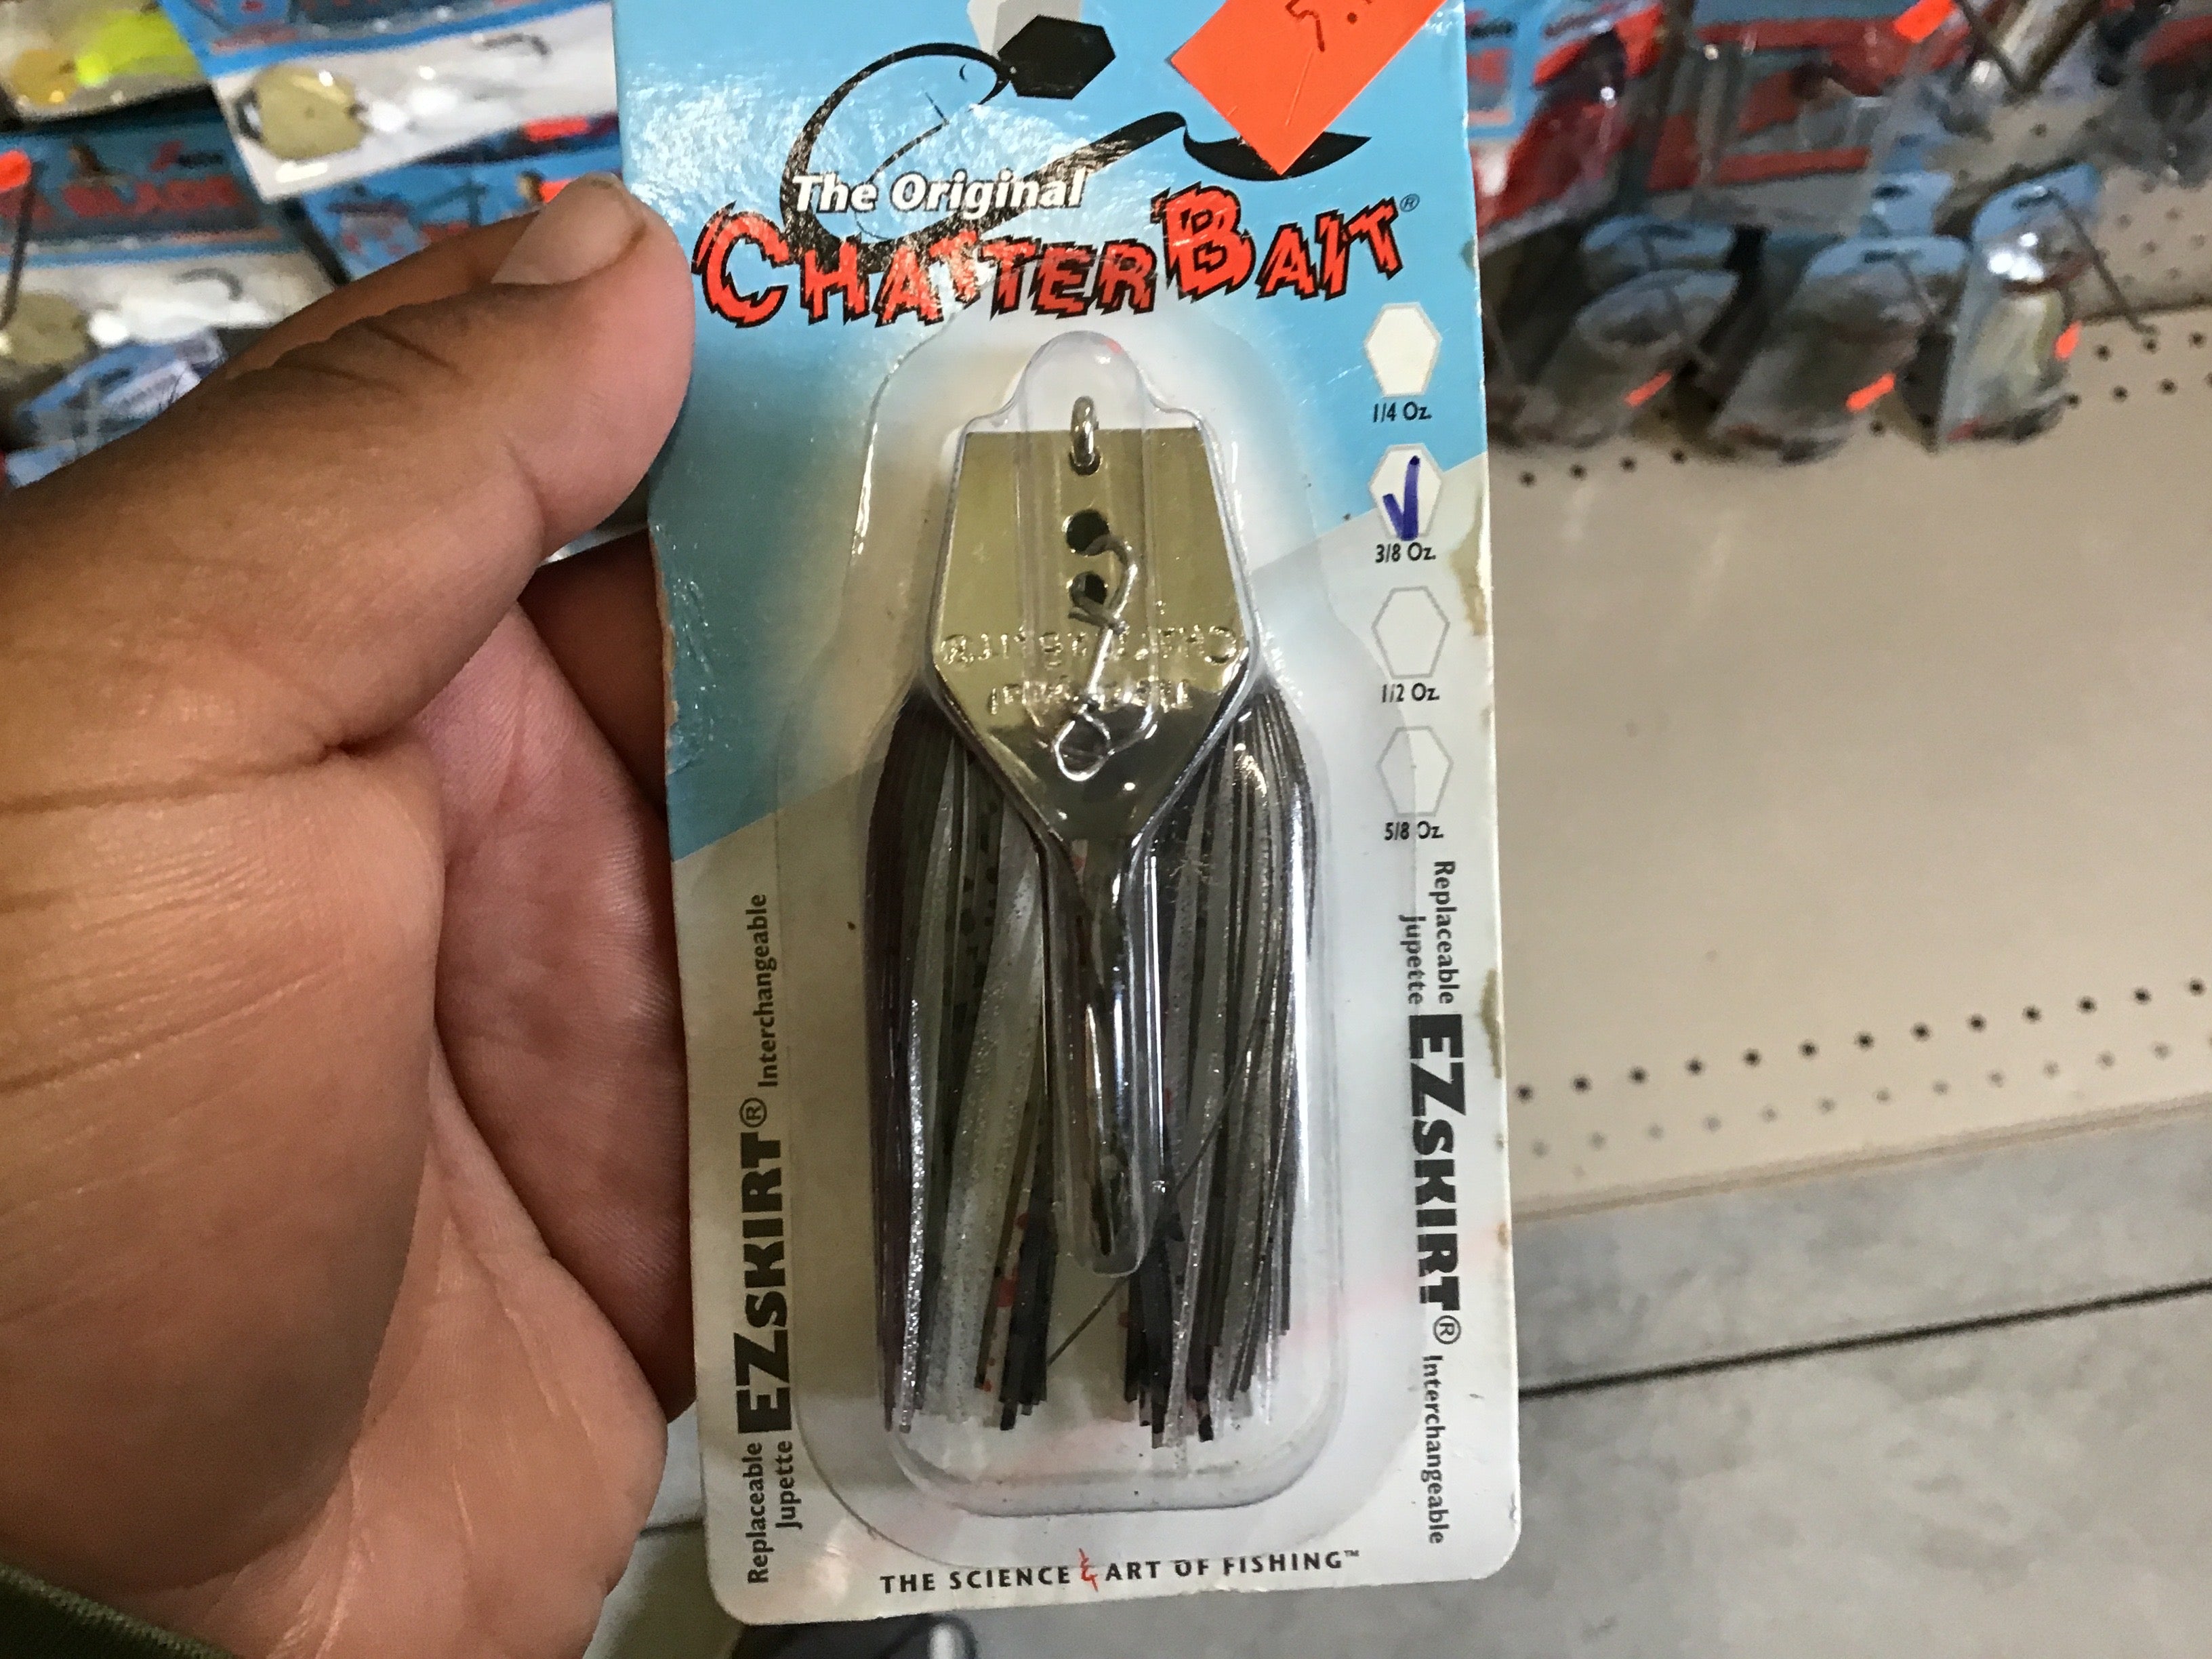 The Original
CHATTERBAIT®
1/4 Oz.
3/8 Oz.
1/2 Oz.
5/8 Oz.
Replaceable EZSKIRT® Interchangeable
Jupette
Replaceable EZSKIRT® Interchangeable
Jupette
THE SCIENCE & ART OF FISHING™